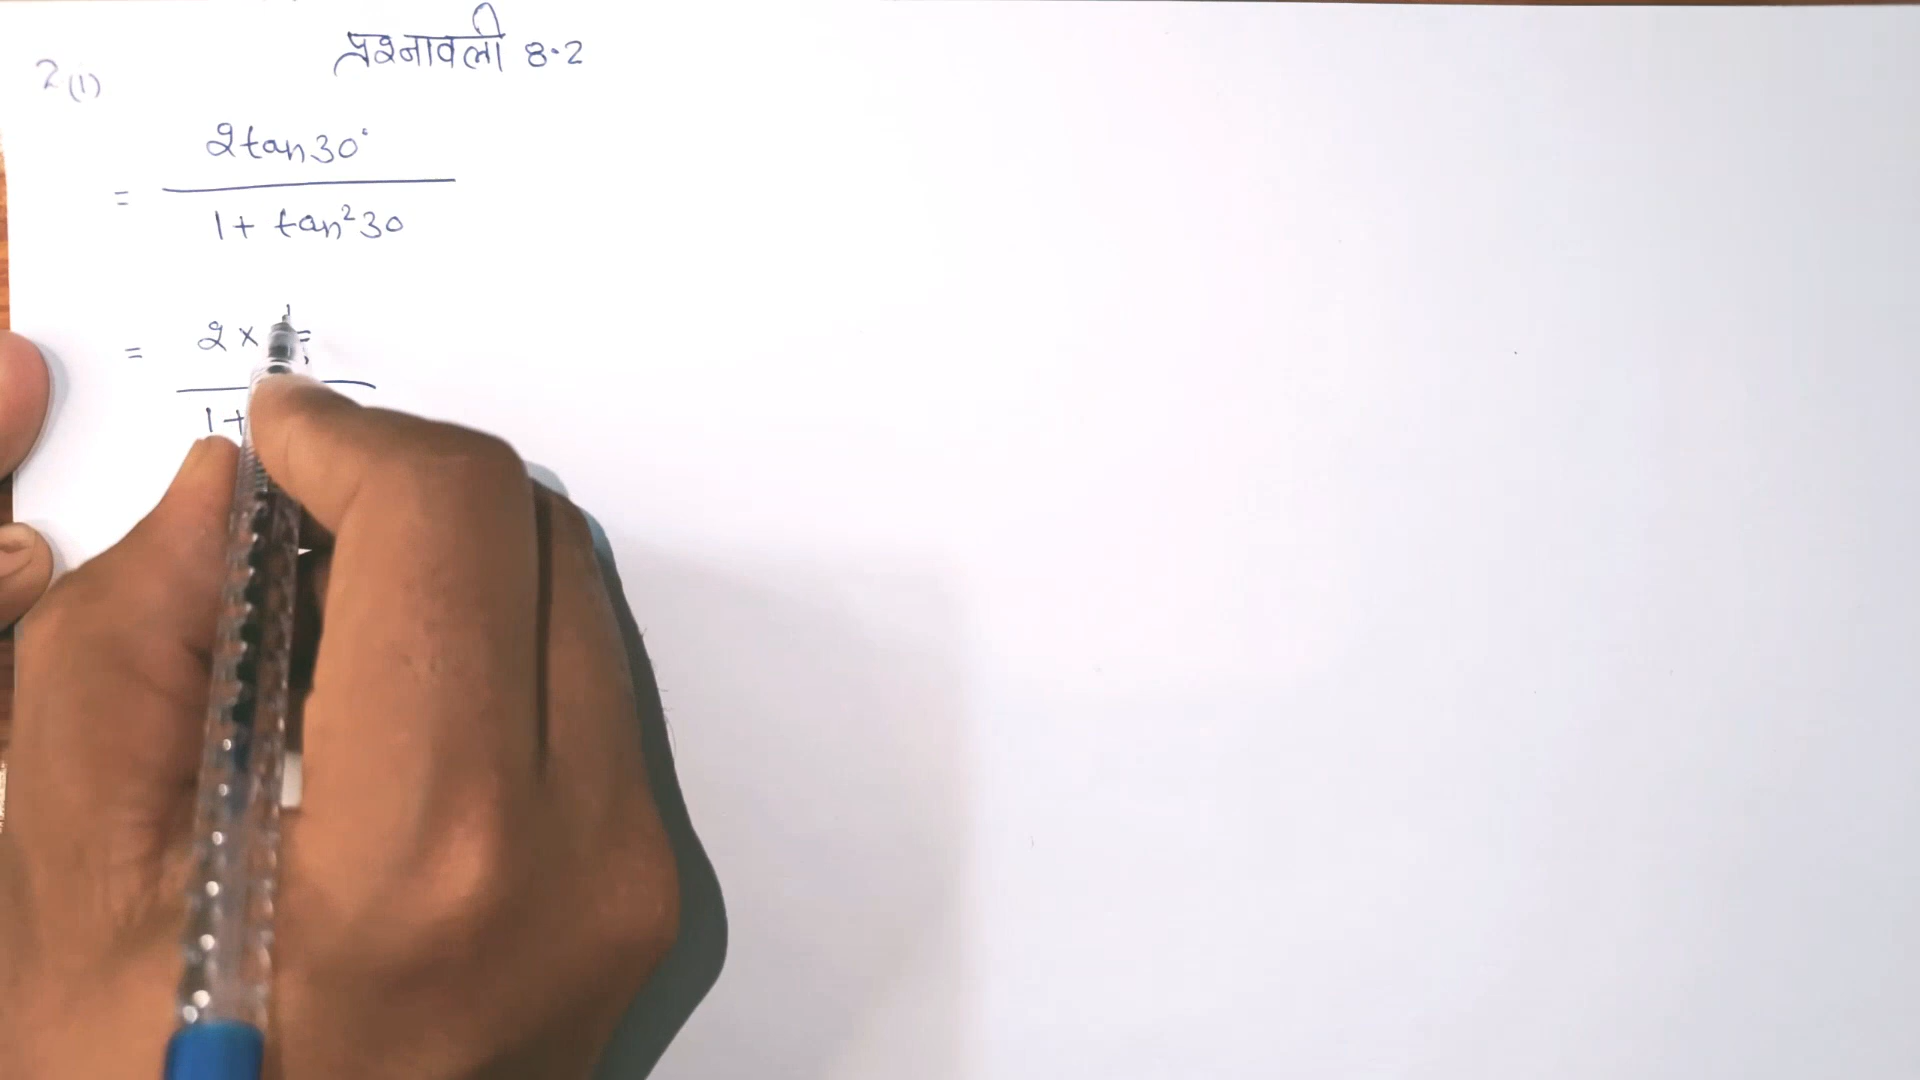 प्रश्नावली 8.2
2(i)
2tan30°
= ―
1 + tan²30
= 2 ×
1+